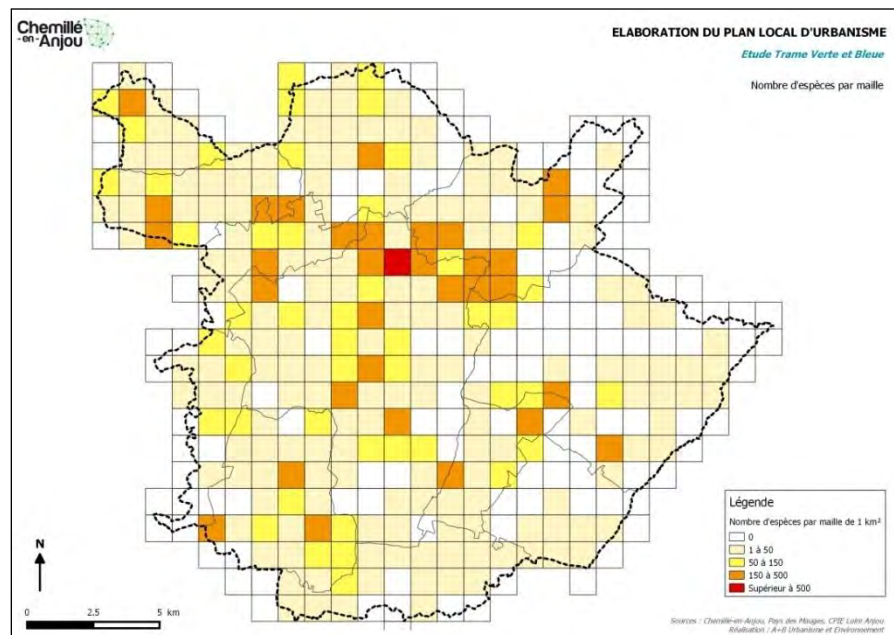 Chemillé
-en-Anjou
ELABORATION DU PLAN LOCAL D'URBANISME
Etude Trame Verte et Bleue
Nombre d'espèces par maille
Légende
Nombre d'espèces par maille de 1 km²
0
1 à 50
50 à 150
150 à 500
Supérieur à 500
N
0 2.5 5 km
Sources : Chemillé-en-Anjou, Pays des Mauges, CPIE Loire Anjou
Réalisation : A+B Urbanisme et Environnement